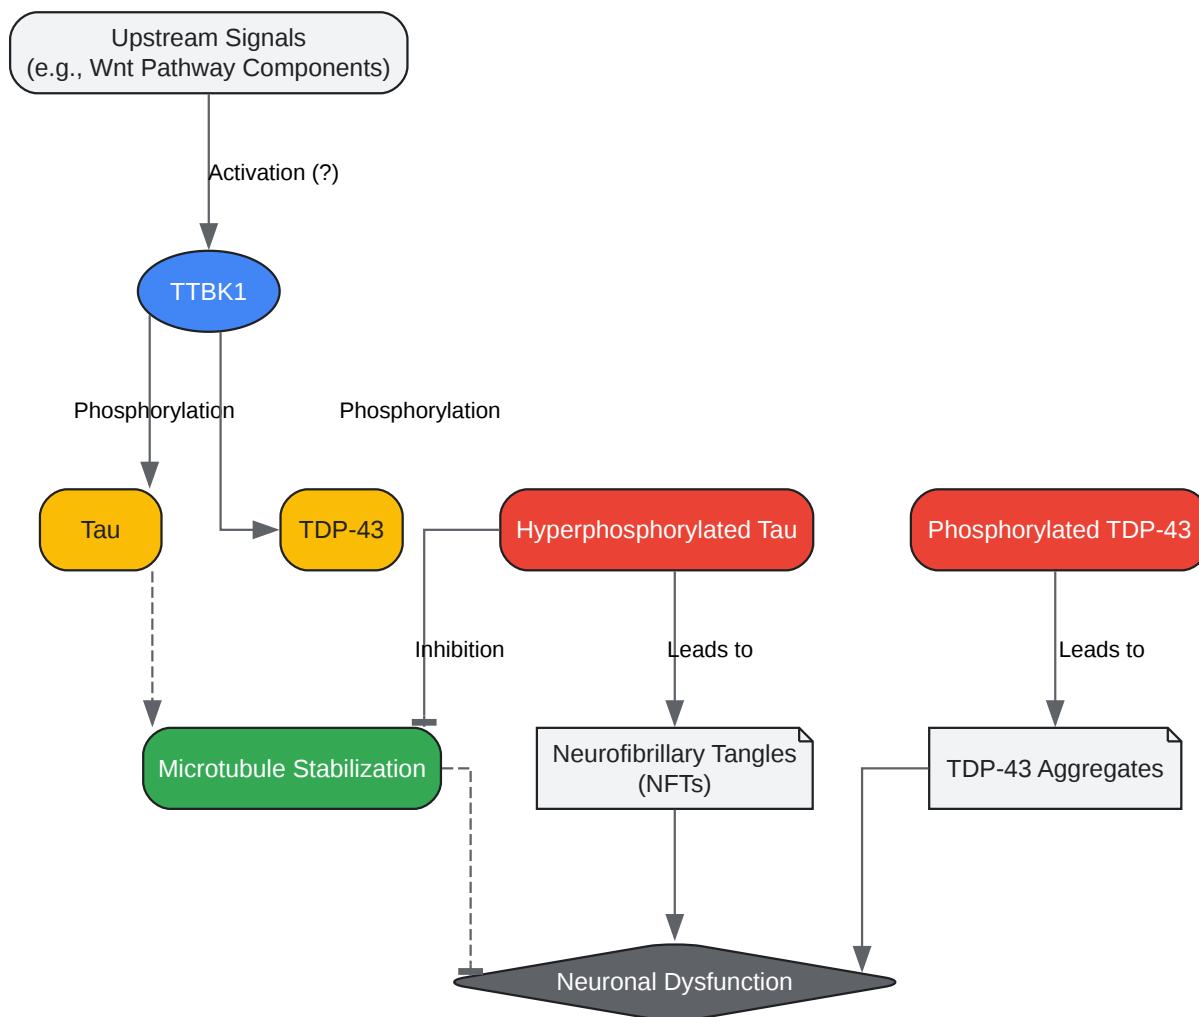 Upstream Signals
(e.g., Wnt Pathway Components)
Activation (?)
TTBK1
Phosphorylation
Phosphorylation
Tau
TDP-43
Hyperphosphorylated Tau
Phosphorylated TDP-43
Inhibition
Leads to
Leads to
Microtubule Stabilization
Neurofibrillary Tangles
(NFTs)
TDP-43 Aggregates
Neuronal Dysfunction